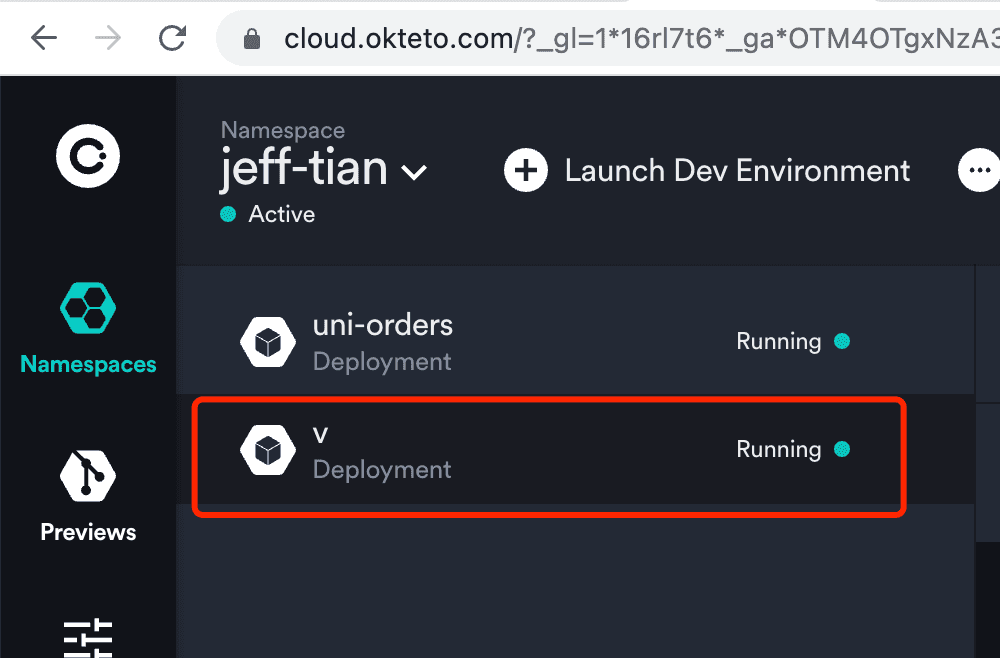 cloud.okteto.com/?_gl=1*16rl7t6*_ga*OTM4OTgxNzA3
Namespace
jeff-tian
Active
Launch Dev Environment
Namespaces
Previews
uni-orders
Deployment
Running
v
Deployment
Running